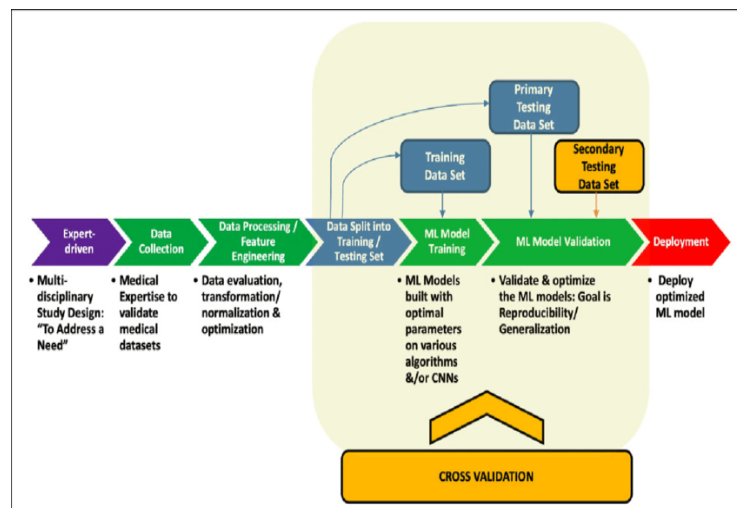 Primary
Testing
Data Set
Training
Data Set
Secondary
Testing
Data Set
Expert-
driven
Data
Collection
Data Processing /
Feature
Engineering
Data Split into
Training /
Testing Set
ML Model
Training
ML Model Validation
Deployment
• Multi-
disciplinary
Study Design:
"To Address a
Need"
• Medical
Expertise to
validate
medical
datasets
• Data evaluation,
transformation/
normalization &
optimization
• ML Models
built with
optimal
parameters
on various
algorithms
&/or CNNs
• Validate & optimize
the ML models: Goal is
Reproducibility/
Generalization
• Deploy
optimized
ML model
CROSS VALIDATION